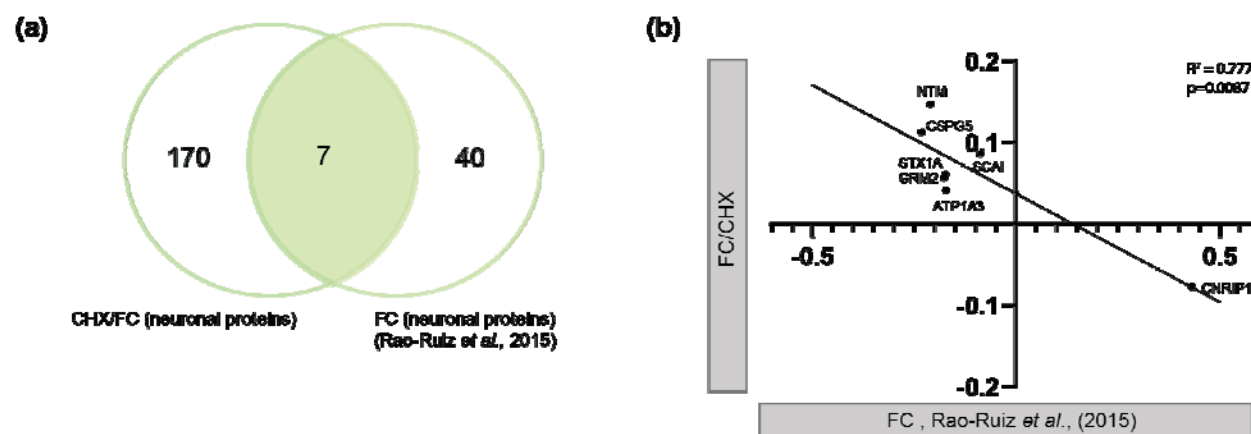 (a)
170
7
40
CHX/FC (neuronal proteins)
FC (neuronal proteins)
(Rao-Ruiz et al., 2015)
(b)
0.2
R² = 0.777
p=0.0087
NTM
CSPG5
0.1
STX1A
SCAI
GRM2
ATP1A3
FC/CHX
-0.5
0.5
CNRIP1
-0.1
-0.2
FC , Rao-Ruiz et al., (2015)